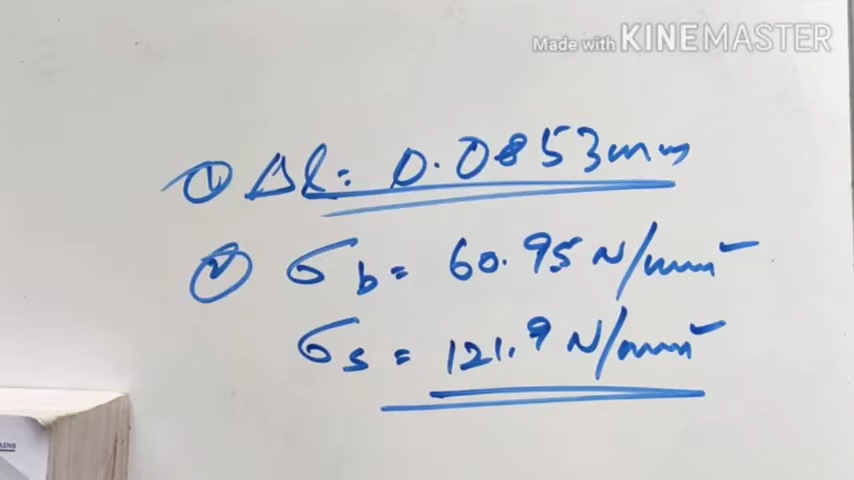 Made with KINEMASTER
① Δl = 0.0853mm
② σb = 60.95 N/mm²
σs = 121.9 N/mm²